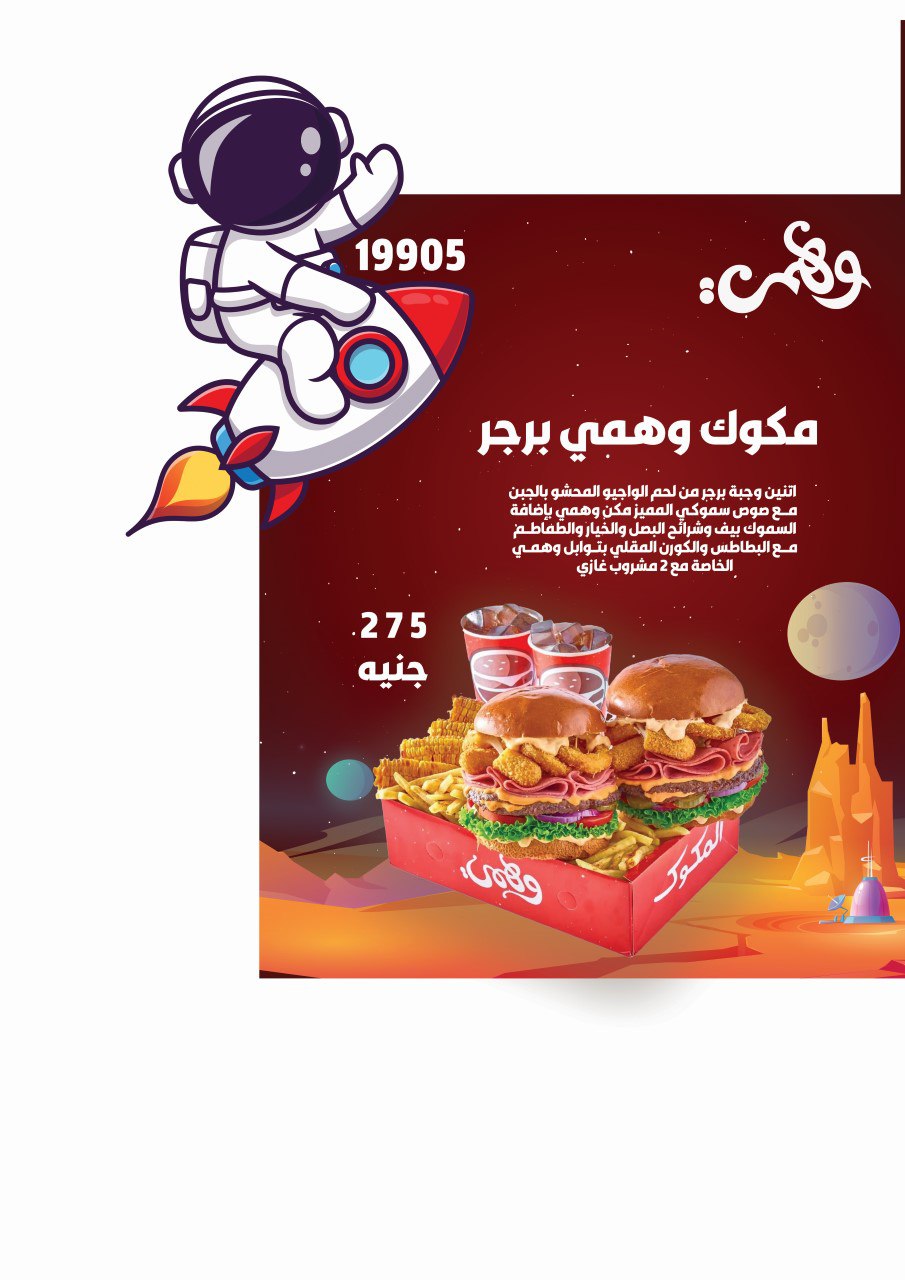 19905
وهمي
مكوك وهمي برجر
اتنين وجبة برجر من لحم الواجيو المحشو بالجبن
مع صوص سموكي المميز مكن وهمي بإضافة
السموك بيف وشرائح البصل والخيار والطماطم
مع البطاطس والكورن المقلي بتوابل وهمي
الخاصة مع 2 مشروب غازي
275
جنيه
وهمي
المكوك